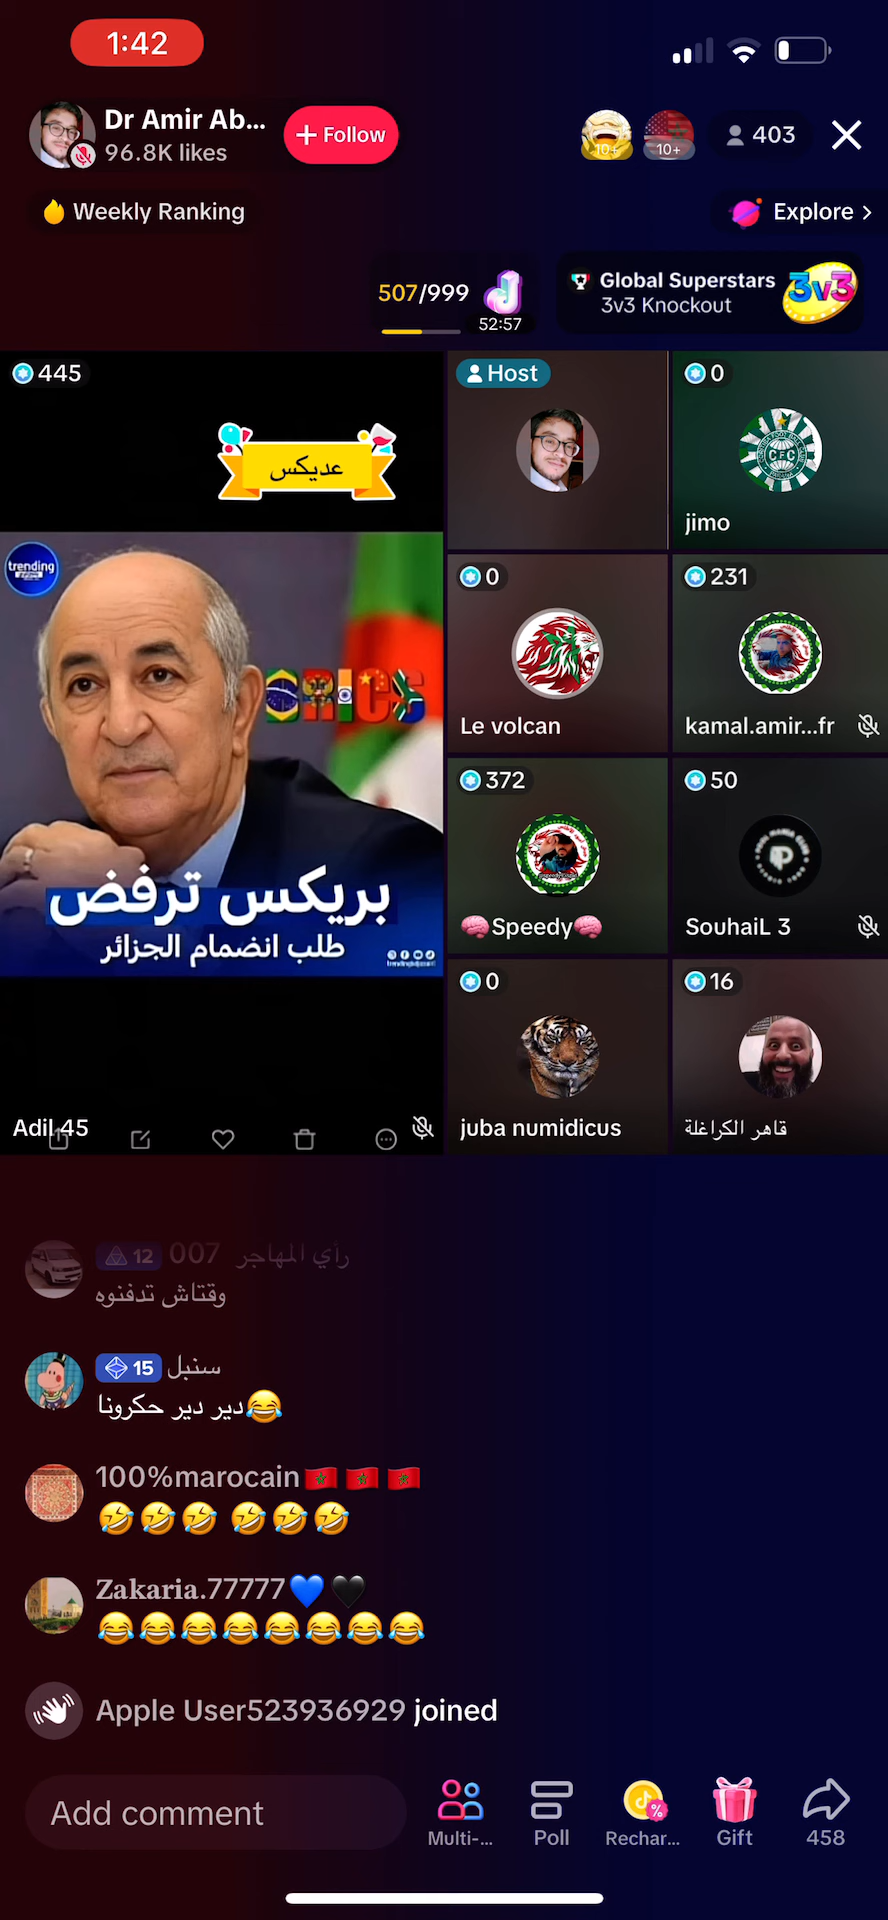 1:42
Dr Amir Ab...
96.8K likes
+ Follow
10+
10+
403
Weekly Ranking
Explore >
507/999
52:57
Global Superstars
3v3 Knockout
3v3
445
عديكس
trending
BRICS
بريكس ترفض
طلب انضمام الجزائر
Adil 45
Host
0
CFC
jimo
0
Le volcan
231
kamal.amir...fr
372
🧠Speedy🧠
50
SouhaiL 3
0
juba numidicus
16
قاهر الكراغلة
12 007 رأي المهاجر
وقتاش تدفنوه
15 سنبل
دير دير حكرونا😂
100%marocain🇲🇦🇲🇦🇲🇦
🤣🤣🤣🤣🤣🤣
Zakaria.77777💙🖤
😂😂😂😂😂😂😂😂
Apple User523936929 joined
Add comment
Multi-...
Poll
Rechar...
Gift
458